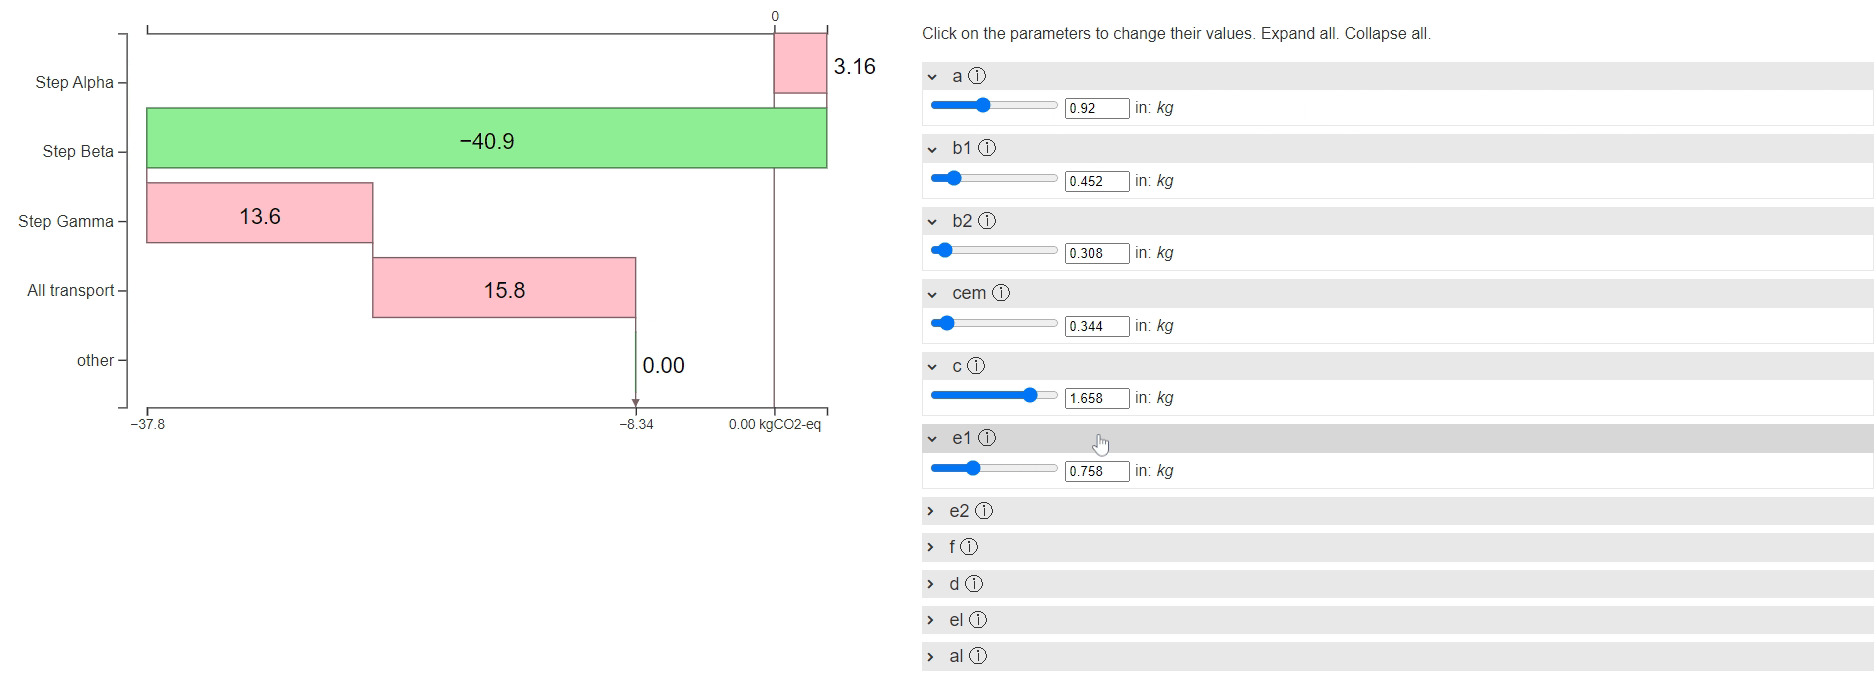 0
Step Alpha
3.16
Step Beta
−40.9
Step Gamma
13.6
All transport
15.8
other
0.00
−37.8
−8.34
0.00 kgCO2-eq
Click on the parameters to change their values. Expand all. Collapse all.
a
0.92 in: kg
b1
0.452 in: kg
b2
0.308 in: kg
cem
0.344 in: kg
c
1.658 in: kg
e1
0.758 in: kg
e2
f
d
el
al